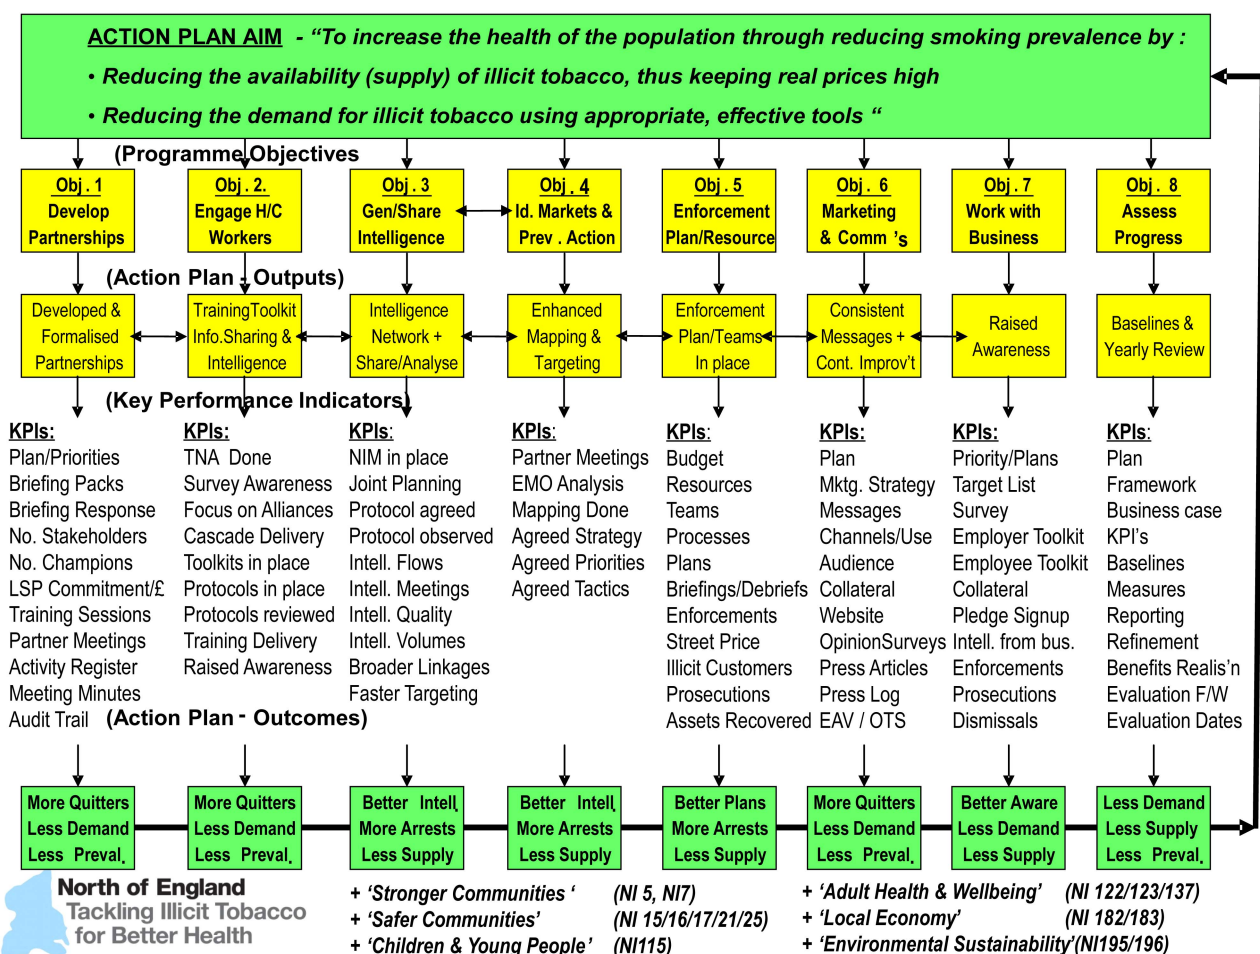 ACTION PLAN AIM - “To increase the health of the population through reducing smoking prevalence by :
• Reducing the availability (supply) of illicit tobacco, thus keeping real prices high
• Reducing the demand for illicit tobacco using appropriate, effective tools “
(Programme Objectives
Obj . 1
Develop
Partnerships
Obj . 2.
Engage H/C
Workers
Obj . 3
Gen/Share
Intelligence
Obj . 4
Id. Markets &
Prev . Action
Obj . 5
Enforcement
Plan/Resource
Obj . 6
Marketing
& Comm ’s
Obj . 7
Work with
Business
Obj . 8
Assess
Progress
(Action Plan - Outputs)
Developed &
Formalised
Partnerships
TrainingToolkit
Info.Sharing &
Intelligence
Intelligence
Network +
Share/Analyse
Enhanced
Mapping &
Targeting
Enforcement
Plan/Teams
In place
Consistent
Messages +
Cont. Improv’t
Raised
Awareness
Baselines &
Yearly Review
(Key Performance Indicators)
KPIs:
Plan/Priorities
Briefing Packs
Briefing Response
No. Stakeholders
No. Champions
LSP Commitment/£
Training Sessions
Partner Meetings
Activity Register
Meeting Minutes
Audit Trail
KPIs:
TNA Done
Survey Awareness
Focus on Alliances
Cascade Delivery
Toolkits in place
Protocols in place
Protocols reviewed
Training Delivery
Raised Awareness
KPIs:
NIM in place
Joint Planning
Protocol agreed
Protocol observed
Intell. Flows
Intell. Meetings
Intell. Quality
Intell. Volumes
Broader Linkages
Faster Targeting
KPIs:
Partner Meetings
EMO Analysis
Mapping Done
Agreed Strategy
Agreed Priorities
Agreed Tactics
KPIs:
Budget
Resources
Teams
Processes
Plans
Briefings/Debriefs
Enforcements
Street Price
Illicit Customers
Prosecutions
Assets Recovered
KPIs:
Plan
Mktg. Strategy
Messages
Channels/Use
Audience
Collateral
Website
OpinionSurveys
Press Articles
Press Log
EAV / OTS
KPIs:
Priority/Plans
Target List
Survey
Employer Toolkit
Employee Toolkit
Collateral
Pledge Signup
Intell. from bus.
Enforcements
Prosecutions
Dismissals
KPIs:
Plan
Framework
Business case
KPI’s
Baselines
Measures
Reporting
Refinement
Benefits Realis’n
Evaluation F/W
Evaluation Dates
(Action Plan - Outcomes)
More Quitters
Less Demand
Less Preval.
More Quitters
Less Demand
Less Preval.
Better Intell.
More Arrests
Less Supply
Better Intell.
More Arrests
Less Supply
Better Plans
More Arrests
Less Supply
More Quitters
Less Demand
Less Preval.
Better Aware
Less Demand
Less Supply
Less Demand
Less Supply
Less Preval.
North of England
Tackling Illicit Tobacco
for Better Health
+ ‘Stronger Communities ‘ (NI 5, NI7)
+ ‘Safer Communities’ (NI 15/16/17/21/25)
+ ‘Children & Young People’ (NI115)
+ ‘Adult Health & Wellbeing’ (NI 122/123/137)
+ ‘Local Economy’ (NI 182/183)
+ ‘Environmental Sustainability’(NI195/196)